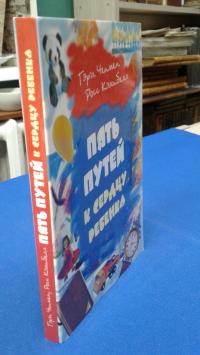 Гэри Чепмен
Росс Кэмпбелл
ПЯТЬ
ПУТЕЙ
К СЕРДЦУ
РЕБЕНКА
Гэри Чепмен, Росс Кэмпбелл ПЯТЬ ПУТЕЙ К СЕРДЦУ РЕБЕНКА